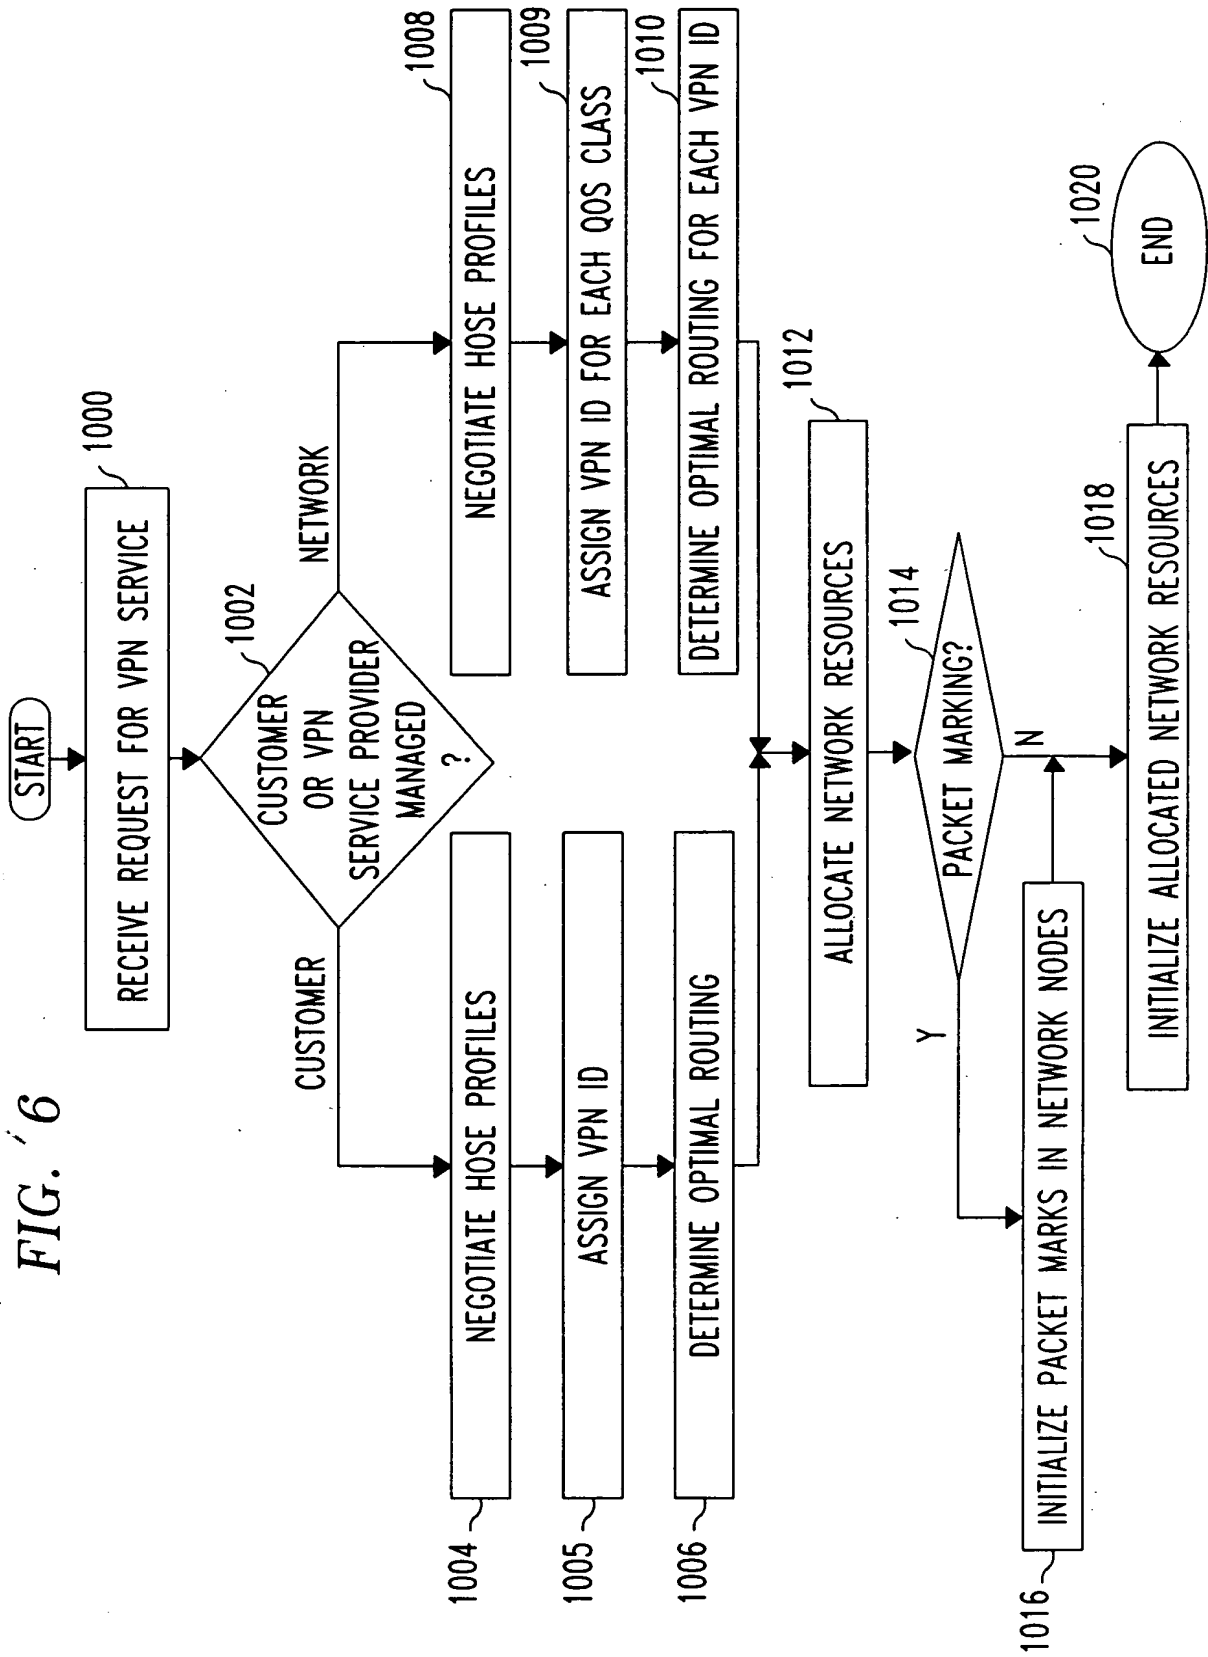 FIG. 6
START
RECEIVE REQUEST FOR VPN SERVICE
1000
1002
CUSTOMER
OR VPN
SERVICE PROVIDER
MANAGED
?
CUSTOMER
NETWORK
1004
NEGOTIATE HOSE PROFILES
NEGOTIATE HOSE PROFILES
1008
1005
ASSIGN VPN ID
ASSIGN VPN ID FOR EACH QOS CLASS
1009
1006
DETERMINE OPTIMAL ROUTING
DETERMINE OPTIMAL ROUTING FOR EACH VPN ID
1010
ALLOCATE NETWORK RESOURCES
1012
PACKET MARKING?
1014
Y
N
1016
INITIALIZE PACKET MARKS IN NETWORK NODES
INITIALIZE ALLOCATED NETWORK RESOURCES
1018
END
1020